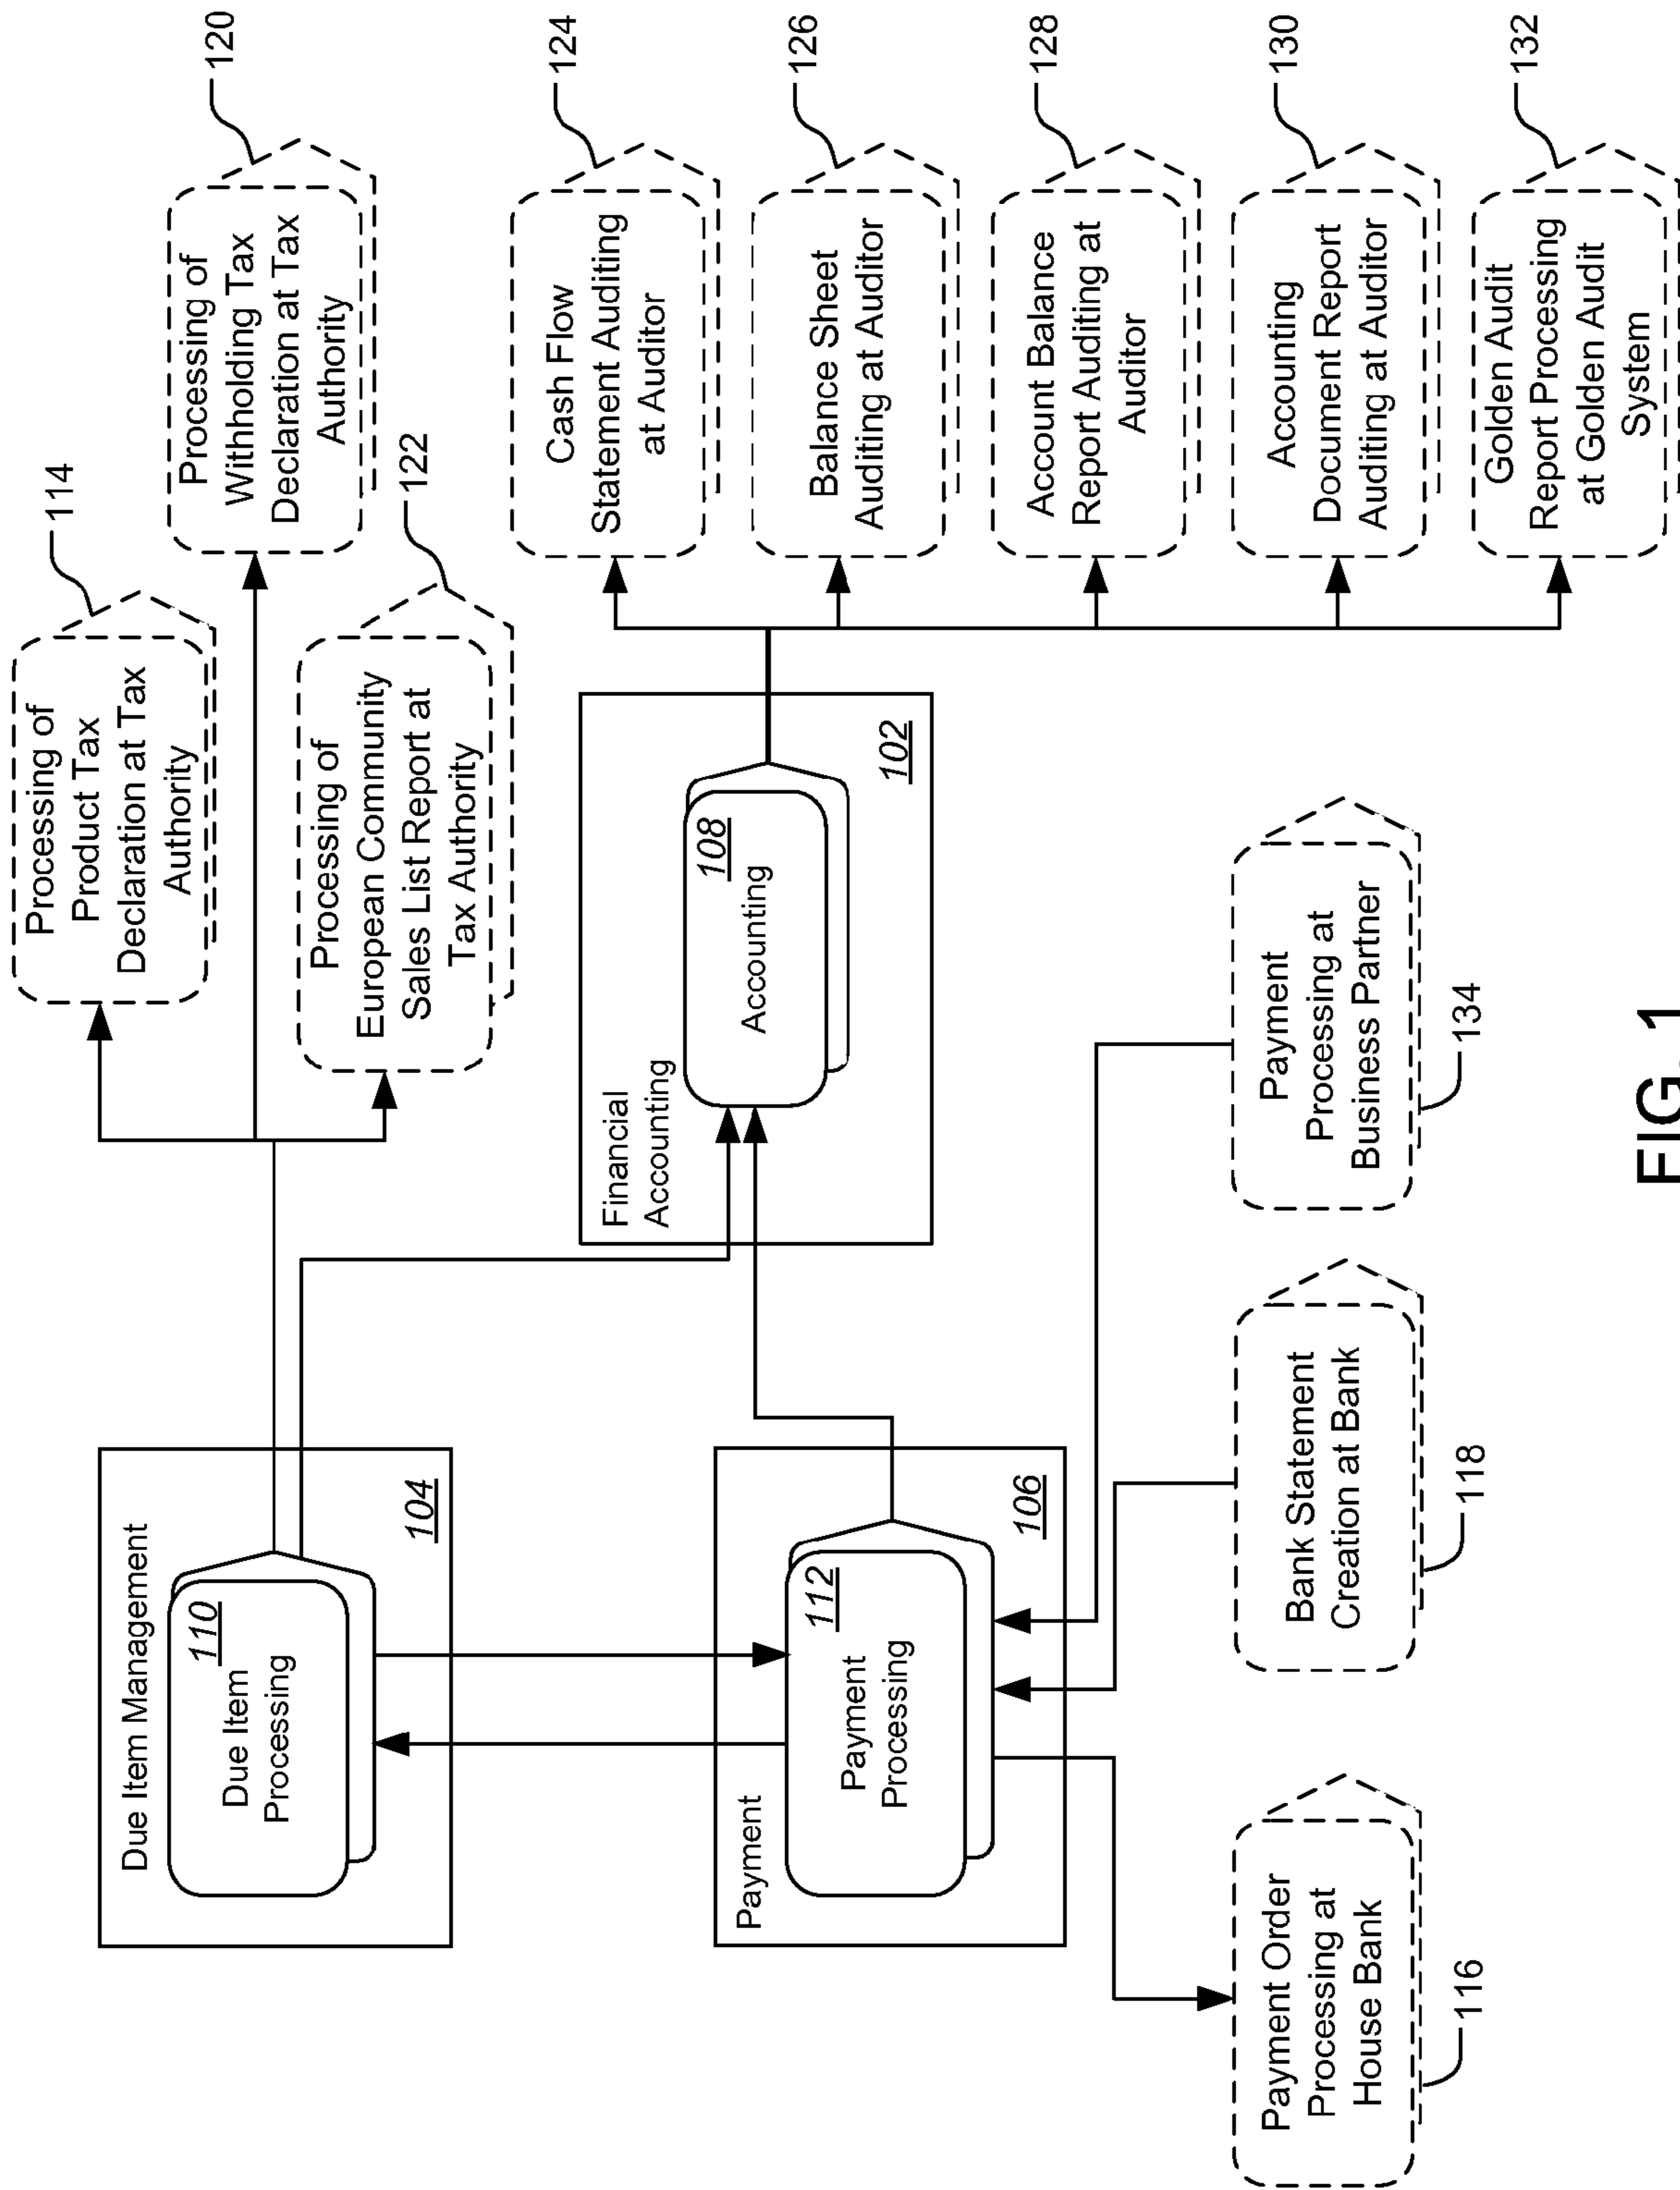 Due Item Management
110
Due Item
Processing
104
Payment
112
Payment
Processing
106
Financial
Accounting
108
Accounting
102
Processing of
Product Tax
Declaration at Tax
Authority
114
Processing of
Withholding Tax
Declaration at Tax
Authority
120
Processing of
European Community
Sales List Report at
Tax Authority
122
Cash Flow
Statement Auditing
at Auditor
124
Balance Sheet
Auditing at Auditor
126
Account Balance
Report Auditing at
Auditor
128
Accounting
Document Report
Auditing at Auditor
130
Golden Audit
Report Processing
at Golden Audit
System
132
Payment Order
Processing at
House Bank
116
Bank Statement
Creation at Bank
118
Payment
Processing at
Business Partner
134
FIG. 1